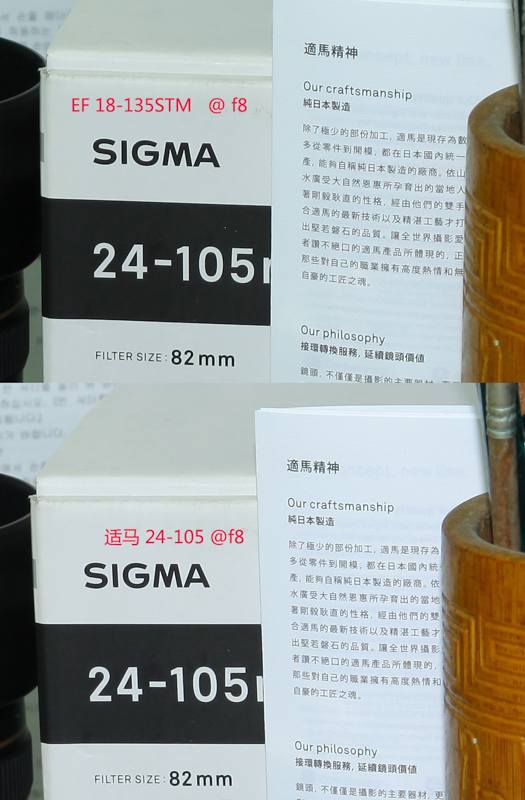 適馬精神
Our craftsmanship
純日本製造
除了極少的部份加工, 適馬是現存為數
多從零件到開模, 都在日本國內統一
產, 能夠自稱純日本製造的廠商。依山
水廣受大自然恩惠所孕育出的當地人
著剛毅耿直的性格, 經由他們的雙手
合適馬的最新技術以及精湛工藝才打
出堅若磐石的品質。讓全世界攝影愛
者讚不絕口的適馬產品所體現的, 正
那些對自己的職業擁有高度熱情和無
自豪的工匠之魂。
Our philosophy
接環轉換服務, 延續鏡頭價值
鏡頭, 不僅僅是攝影的主要器材,
EF 18-135STM @ f8
SIGMA
24-105
FILTER SIZE : 82mm
適馬精神
Our craftsmanship
純日本製造
除了極少的部份加工, 適馬是現存為
多從零件到開模, 都在日本國內統
產, 能夠自稱純日本製造的廠商。依
水廣受大自然恩惠所孕育出的當地
著剛毅耿直的性格, 經由他們的雙
合適馬的最新技術以及精湛工藝才
出堅若磐石的品質。讓全世界攝影
者讚不絕口的適馬產品所體現的,
那些對自己的職業擁有高度熱情和
自豪的工匠之魂。
Our philosophy
接環轉換服務, 延續鏡頭價值
鏡頭, 不僅僅是攝影的主要器材, 更
适马 24-105 @f8
SIGMA
24-105
FILTER SIZE : 82mm